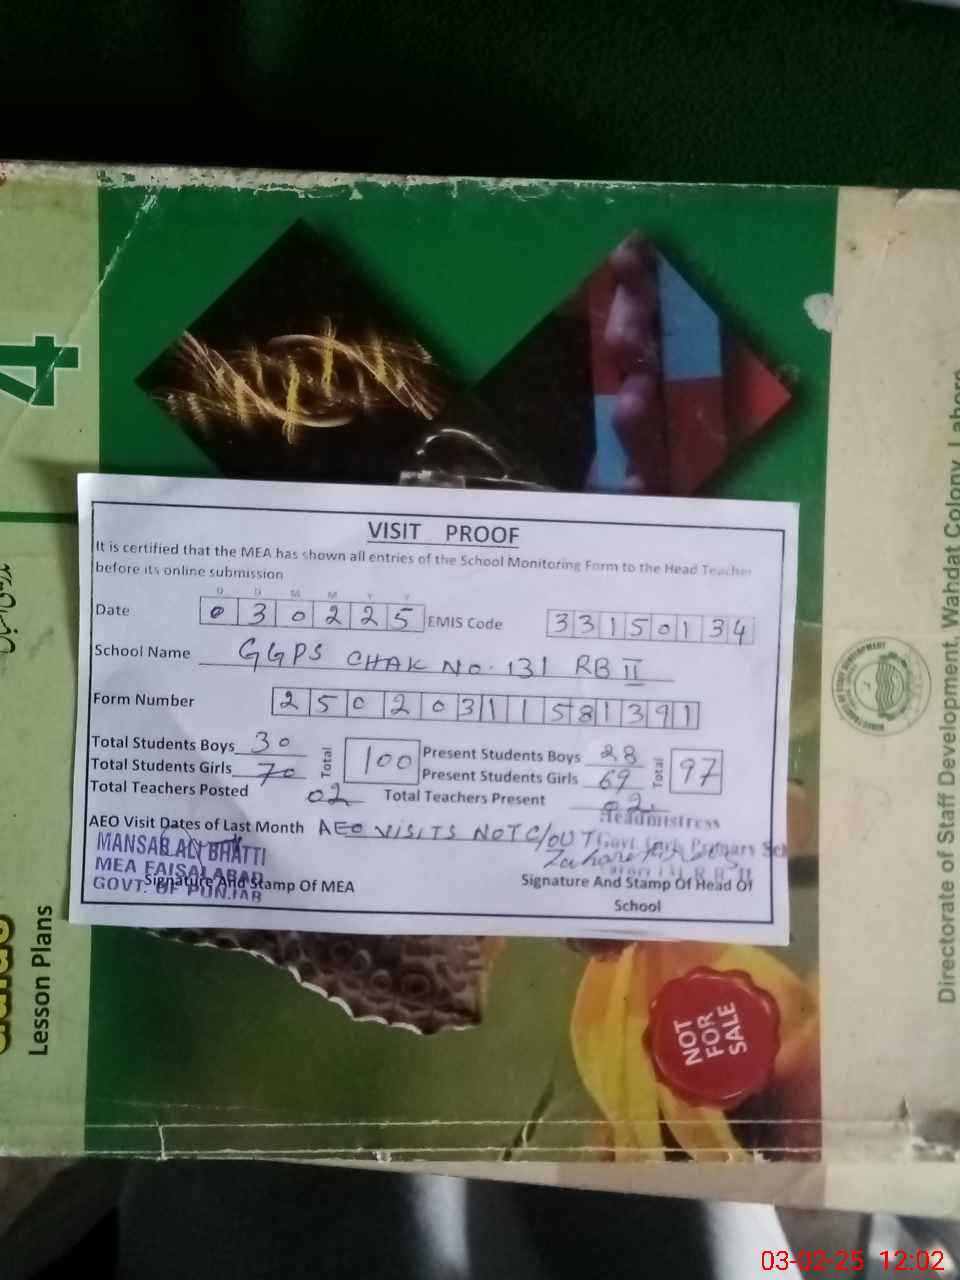 4
Lesson Plans
VISIT PROOF
It is certified that the MEA has shown all entries of the School Monitoring Form to the Head Teacher
before its online submission
D D M M Y Y
Date 0 3 0 2 2 5 EMIS Code 3 3 1 5 0 1 3 4
School Name GGPS CHAK No. 131 RB II
Form Number 2 5 0 2 0 3 1 1 5 8 1 3 9 1
Total Students Boys 30 Total 100 Present Students Boys 28 Total 97
Total Students Girls 70 Present Students Girls 69
Total Teachers Posted 02 Total Teachers Present 02
AEO Visit Dates of Last Month AEO VISITS NOT C/OUT
Headmistress
Govt. Primary
MANSAB ALI BHATTI
MEA FAISALABAD
GOVT. OF PUNJAB
Signature And Stamp Of MEA Signature And Stamp Of Head Of
School
NOT
FOR
SALE
Directorate of Staff Development, Wahdat Colony, Lahore
03-02-25 12:02